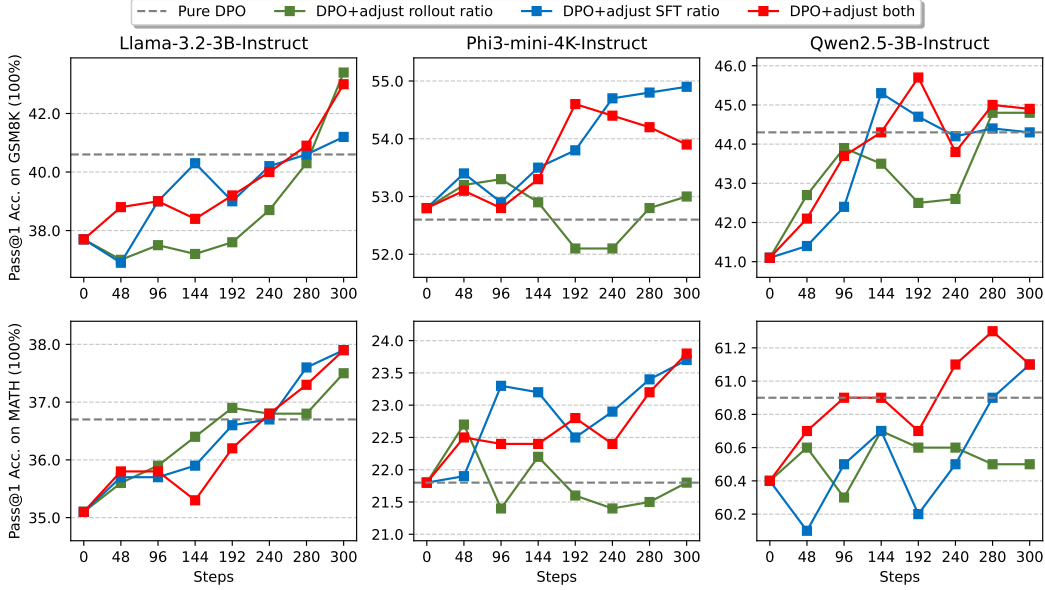 Pure DPO DPO+adjust rollout ratio DPO+adjust SFT ratio DPO+adjust both
Llama-3.2-3B-Instruct Phi3-mini-4K-Instruct Qwen2.5-3B-Instruct
Pass@1 Acc. on GSM8K (100%)
42.0
40.0
38.0
0 48 96 144 192 240 280 300
55.0
54.0
53.0
52.0
0 48 96 144 192 240 280 300
46.0
45.0
44.0
43.0
42.0
41.0
0 48 96 144 192 240 280 300
Pass@1 Acc. on MATH (100%)
38.0
37.0
36.0
35.0
0 48 96 144 192 240 280 300
Steps
24.0
23.5
23.0
22.5
22.0
21.5
21.0
0 48 96 144 192 240 280 300
Steps
61.2
61.0
60.8
60.6
60.4
60.2
0 48 96 144 192 240 280 300
Steps